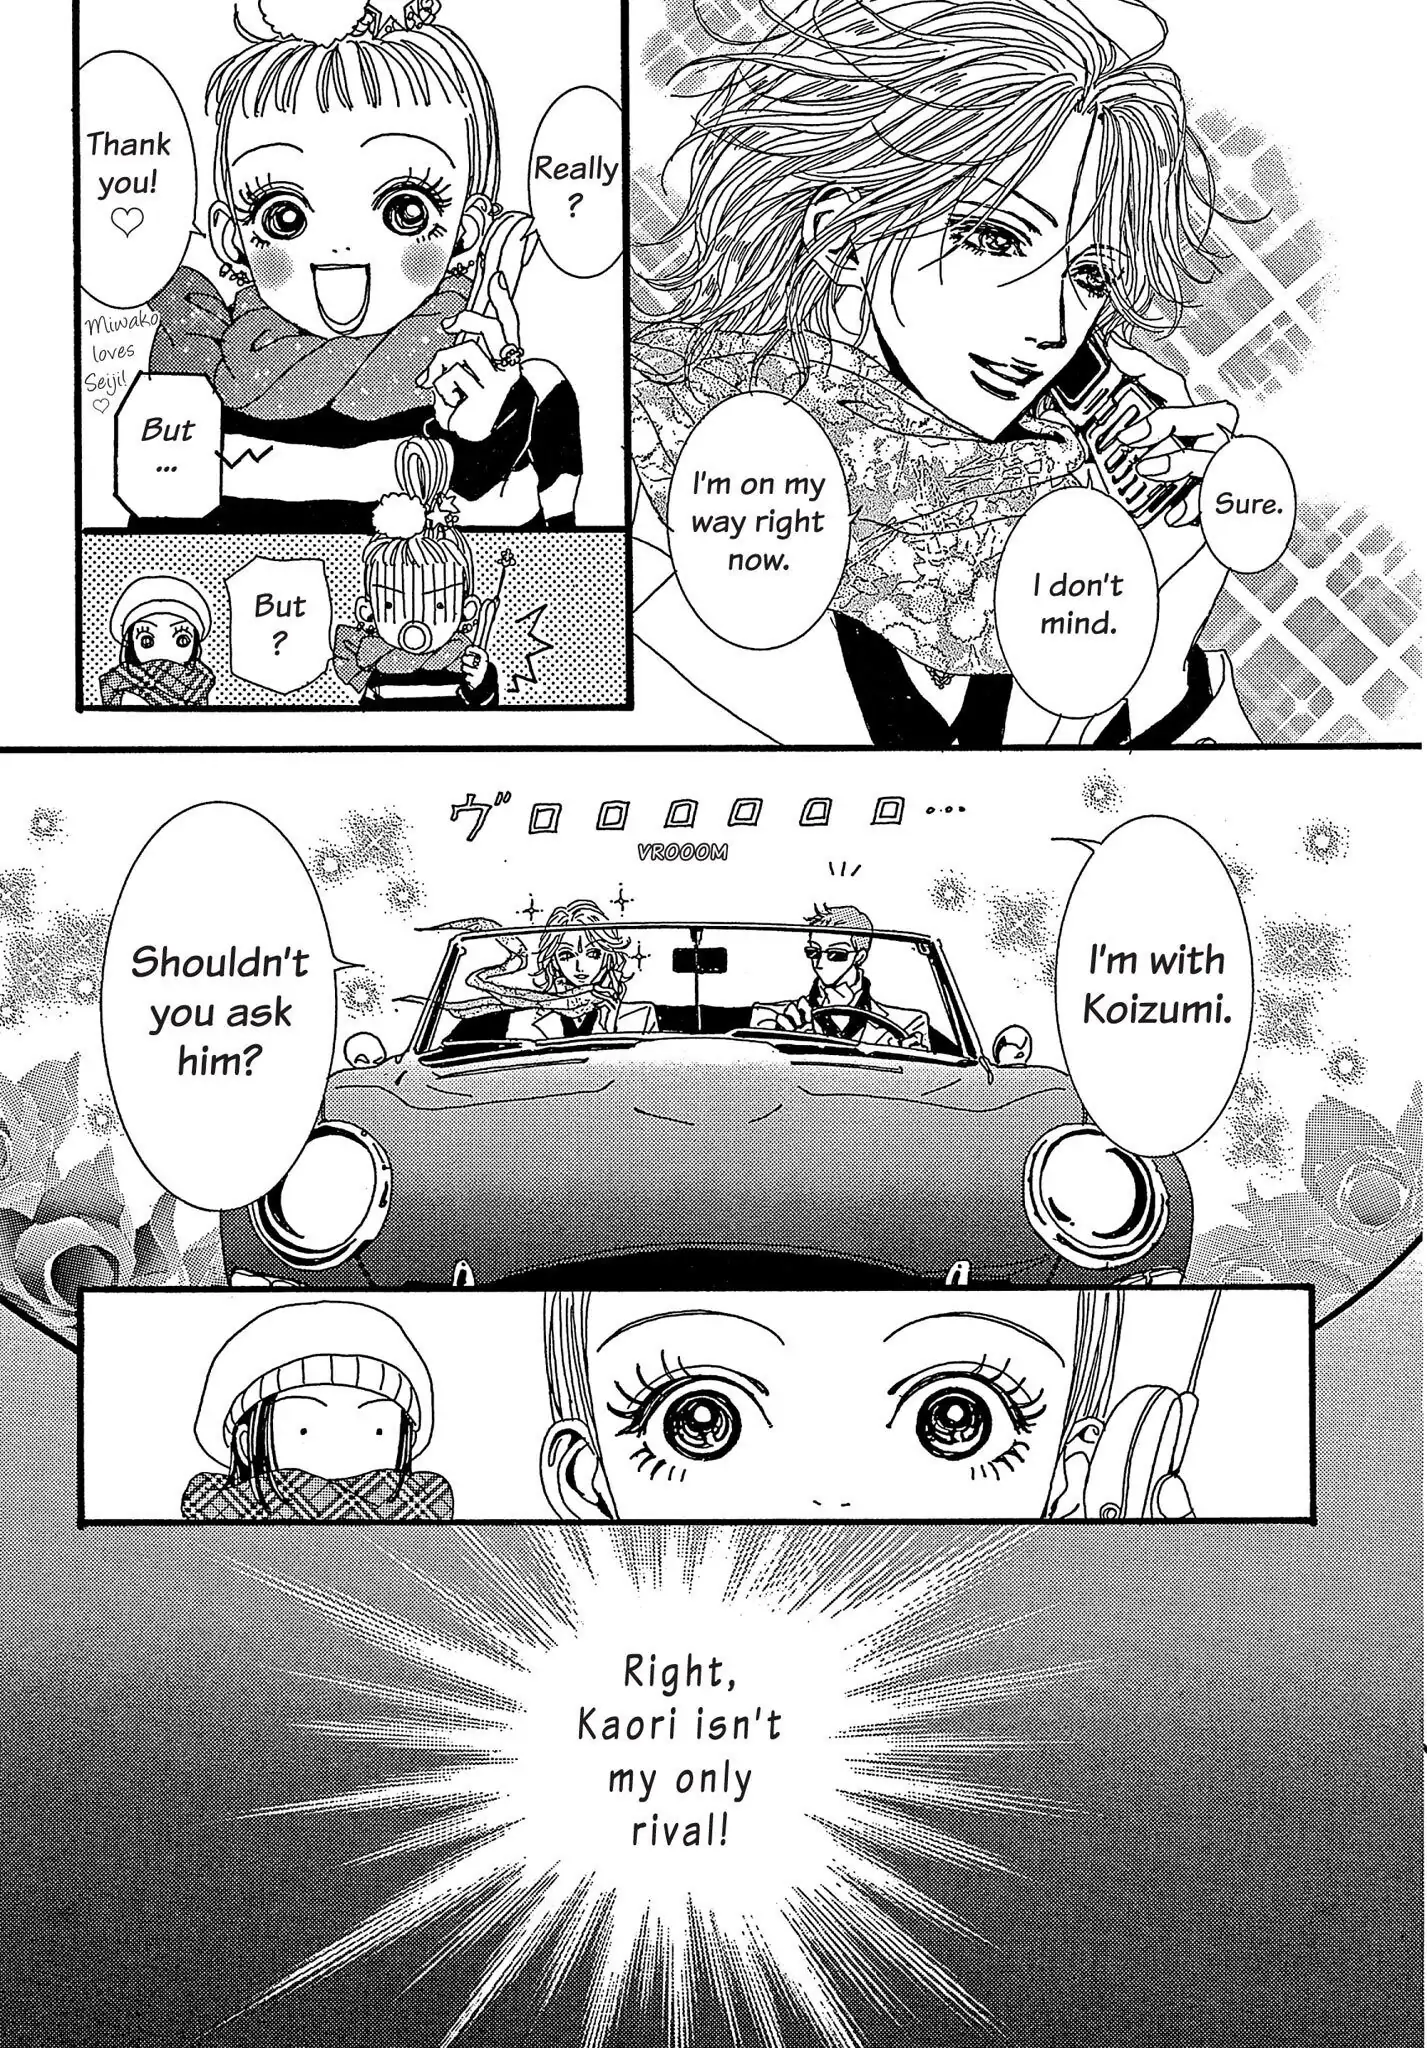 Sure.
I don't
mind.
I'm on my
way right
now.
Really
?
Thank
you!
♡
Miwako
loves
Seiji!
♡
But
...
But
?
ヴロロロロロロ...
VROOOM
I'm with
Koizumi.
Shouldn't
you ask
him?
Right,
Kaori isn't
my only
rival!